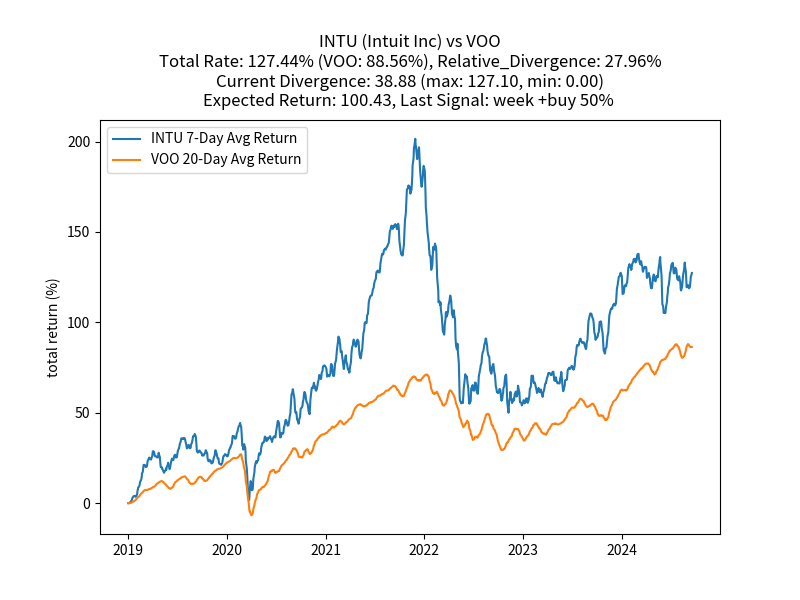 INTU (Intuit Inc) vs VOO
Total Rate: 127.44% (VOO: 88.56%), Relative_Divergence: 27.96%
Current Divergence: 38.88 (max: 127.10, min: 0.00)
Expected Return: 100.43, Last Signal: week +buy 50%
INTU 7-Day Avg Return
VOO 20-Day Avg Return
total return (%)
200
150
100
50
0
2019 2020 2021 2022 2023 2024